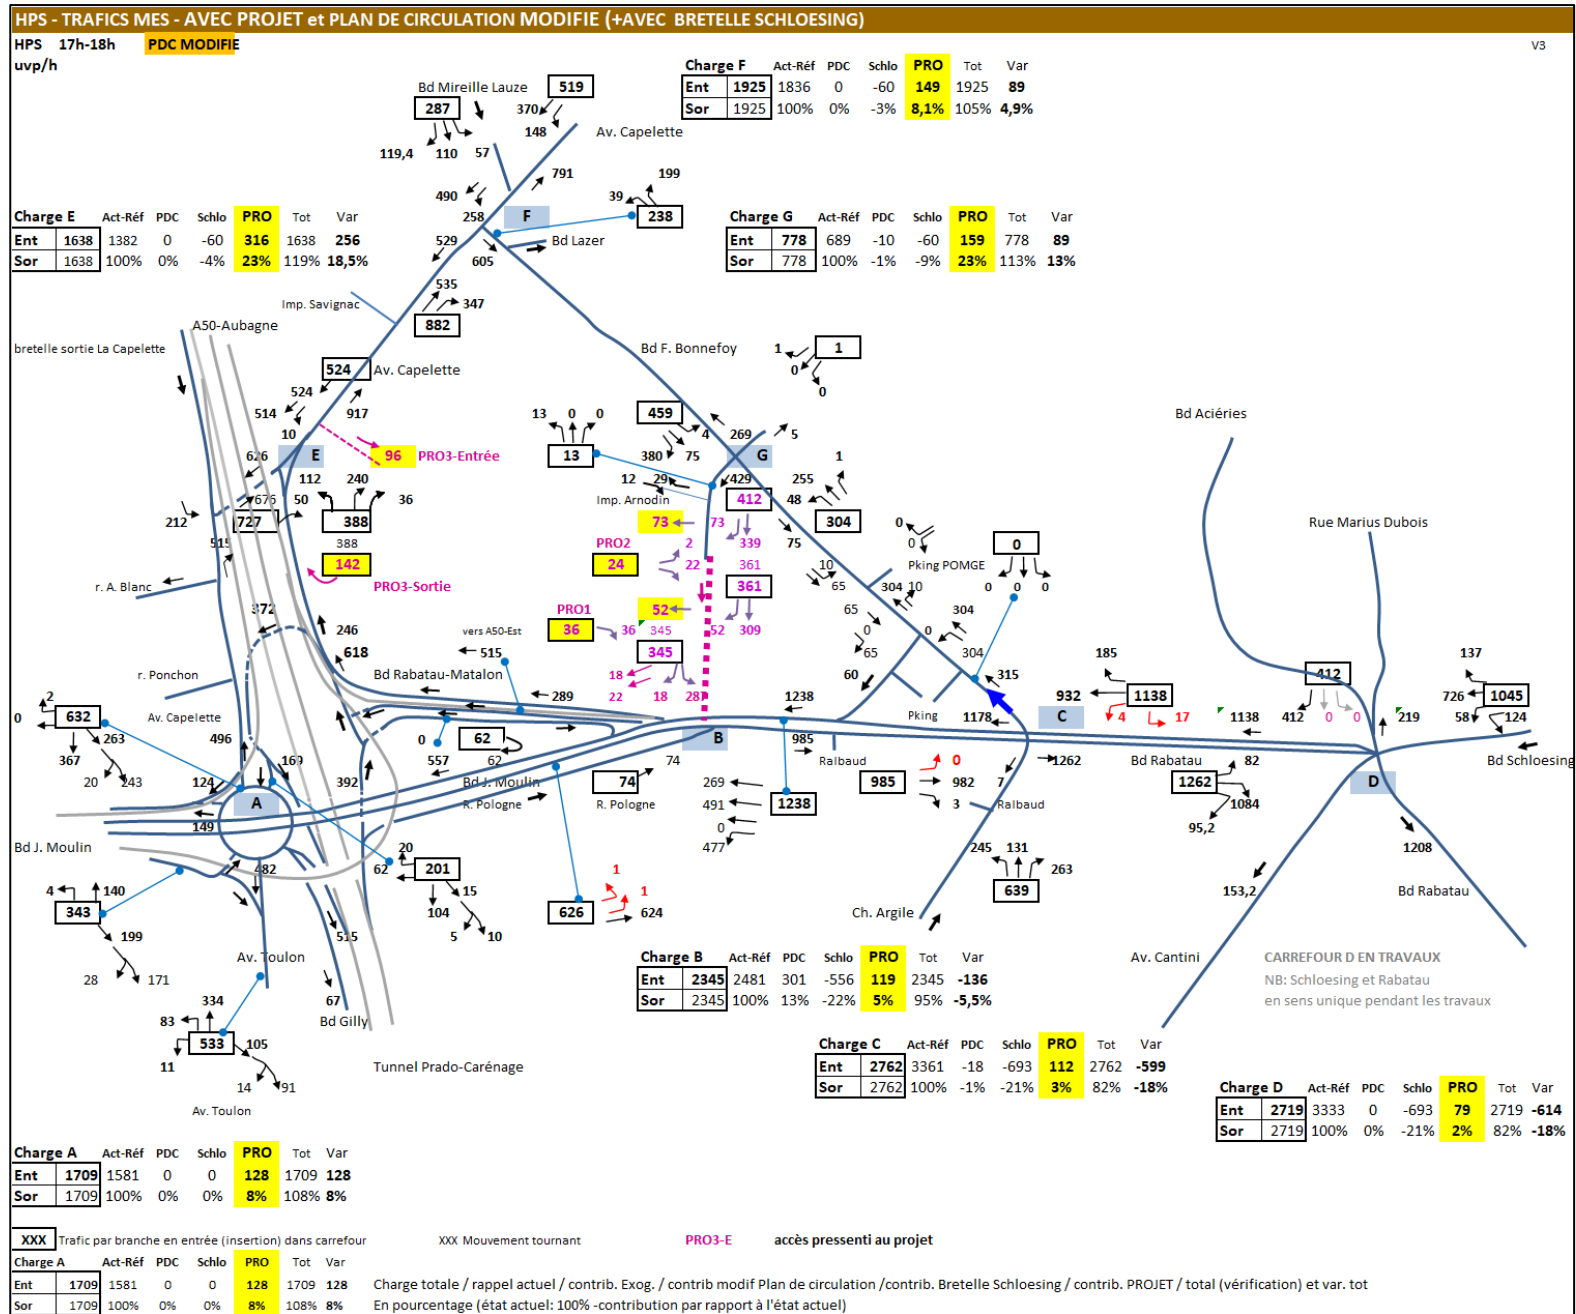 HPS - TRAFICS MES - AVEC PROJET et PLAN DE CIRCULATION MODIFIE (+AVEC BRETELLE SCHLOESING)
HPS 17h-18h PDC MODIFIE V3
uvp/h
Charge F Act-Réf PDC Schlo PRO Tot Var
Ent 1925 1836 0 -60 149 1925 89
Sor 1925 100% 0% -3% 8,1% 105% 4,9%
Bd Mireille Lauze 519
287 370
148 Av. Capelette
119,4 110 57
791 199
490 39
258 F 238
529 Bd Lazer
605
Charge E Act-Réf PDC Schlo PRO Tot Var
Ent 1638 1382 0 -60 316 1638 256
Sor 1638 100% 0% -4% 23% 119% 18,5%
Charge G Act-Réf PDC Schlo PRO Tot Var
Ent 778 689 -10 -60 159 778 89
Sor 778 100% -1% -9% 23% 113% 13%
535
Imp. Savignac 347
882
A50-Aubagne
bretelle sortie La Capelette
Bd F. Bonnefoy 1 1
0
0
524 Av. Capelette
524
514 917
10
13 0 0 459
4 269 5
Bd Aciéries
626 E 96 PRO3-Entrée
13 380 75 G 1
112 240
12 29 429 255
676 50 36
Imp. Arnodin 412 48
212 727 388 304
73 73
Rue Marius Dubois
515 388
PRO2 2 339 75
0
0
0
142 24 22 361 10 Pking POMGE
PRO3-Sortie
65 0 0 0
r. A. Blanc 361 304 10
372 PRO1 52 65 304
36 36 345 52 309 0 0
246 vers A50-Est
618 515 345 65 304
r. Ponchon Bd Rabatau-Matalon 18 60 315
22 18 287
185 412 137
2 289 1238 932 1138 726 1045
0 632 Av. Capelette Pking 1178 C 4 17 1138 412 0 0 219 58 124
263 496 0 62 B 985
367 557 62 74 Ralbaud 0 1262 Bd Rabatau 82 Bd Schloesing
20 243 124 169 392 Bd J. Moulin 74 269 985 982 7 1262 D
A R. Pologne R. Pologne 491 1238 3 Ralbaud 1084
149 0 95,2
Bd J. Moulin 477
20 1208
482 62 201 245 131 263
4 140 15 1 639
343 104 626 1 624 153,2 Bd Rabatau
199 5 10 Ch. Argile
515
28 171 Av. Toulon
Av. Cantini
CARREFOUR D EN TRAVAUX
NB: Schloesing et Rabatau
en sens unique pendant les travaux
Charge B Act-Réf PDC Schlo PRO Tot Var
Ent 2345 2481 301 -556 119 2345 -136
Sor 2345 100% 13% -22% 5% 95% -5,5%
334 67
83 Bd Gilly
533 105
11
14 91
Av. Toulon
Tunnel Prado-Carénage
Charge C Act-Réf PDC Schlo PRO Tot Var
Ent 2762 3361 -18 -693 112 2762 -599
Sor 2762 100% -1% -21% 3% 82% -18%
Charge D Act-Réf PDC Schlo PRO Tot Var
Ent 2719 3333 0 -693 79 2719 -614
Sor 2719 100% 0% -21% 2% 82% -18%
Charge A Act-Réf PDC Schlo PRO Tot Var
Ent 1709 1581 0 0 128 1709 128
Sor 1709 100% 0% 0% 8% 108% 8%
XXX Trafic par branche en entrée (insertion) dans carrefour XXX Mouvement tournant PRO3-E accès pressenti au projet
Charge A Act-Réf PDC Schlo PRO Tot Var
Ent 1709 1581 0 0 128 1709 128 Charge totale / rappel actuel / contrib. Exog. / contrib modif Plan de circulation /contrib. Bretelle Schloesing / contrib. PROJET / total (vérification) et var. tot
Sor 1709 100% 0% 0% 8% 108% 8% En pourcentage (état actuel: 100% -contribution par rapport à l'état actuel)